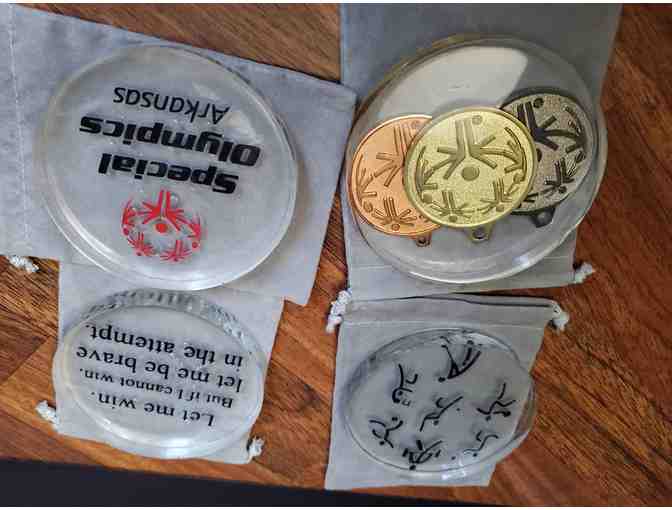 Special
Olympics
Arkansas
Let me win.
But if I cannot win.
let me be brave
in the attempt.